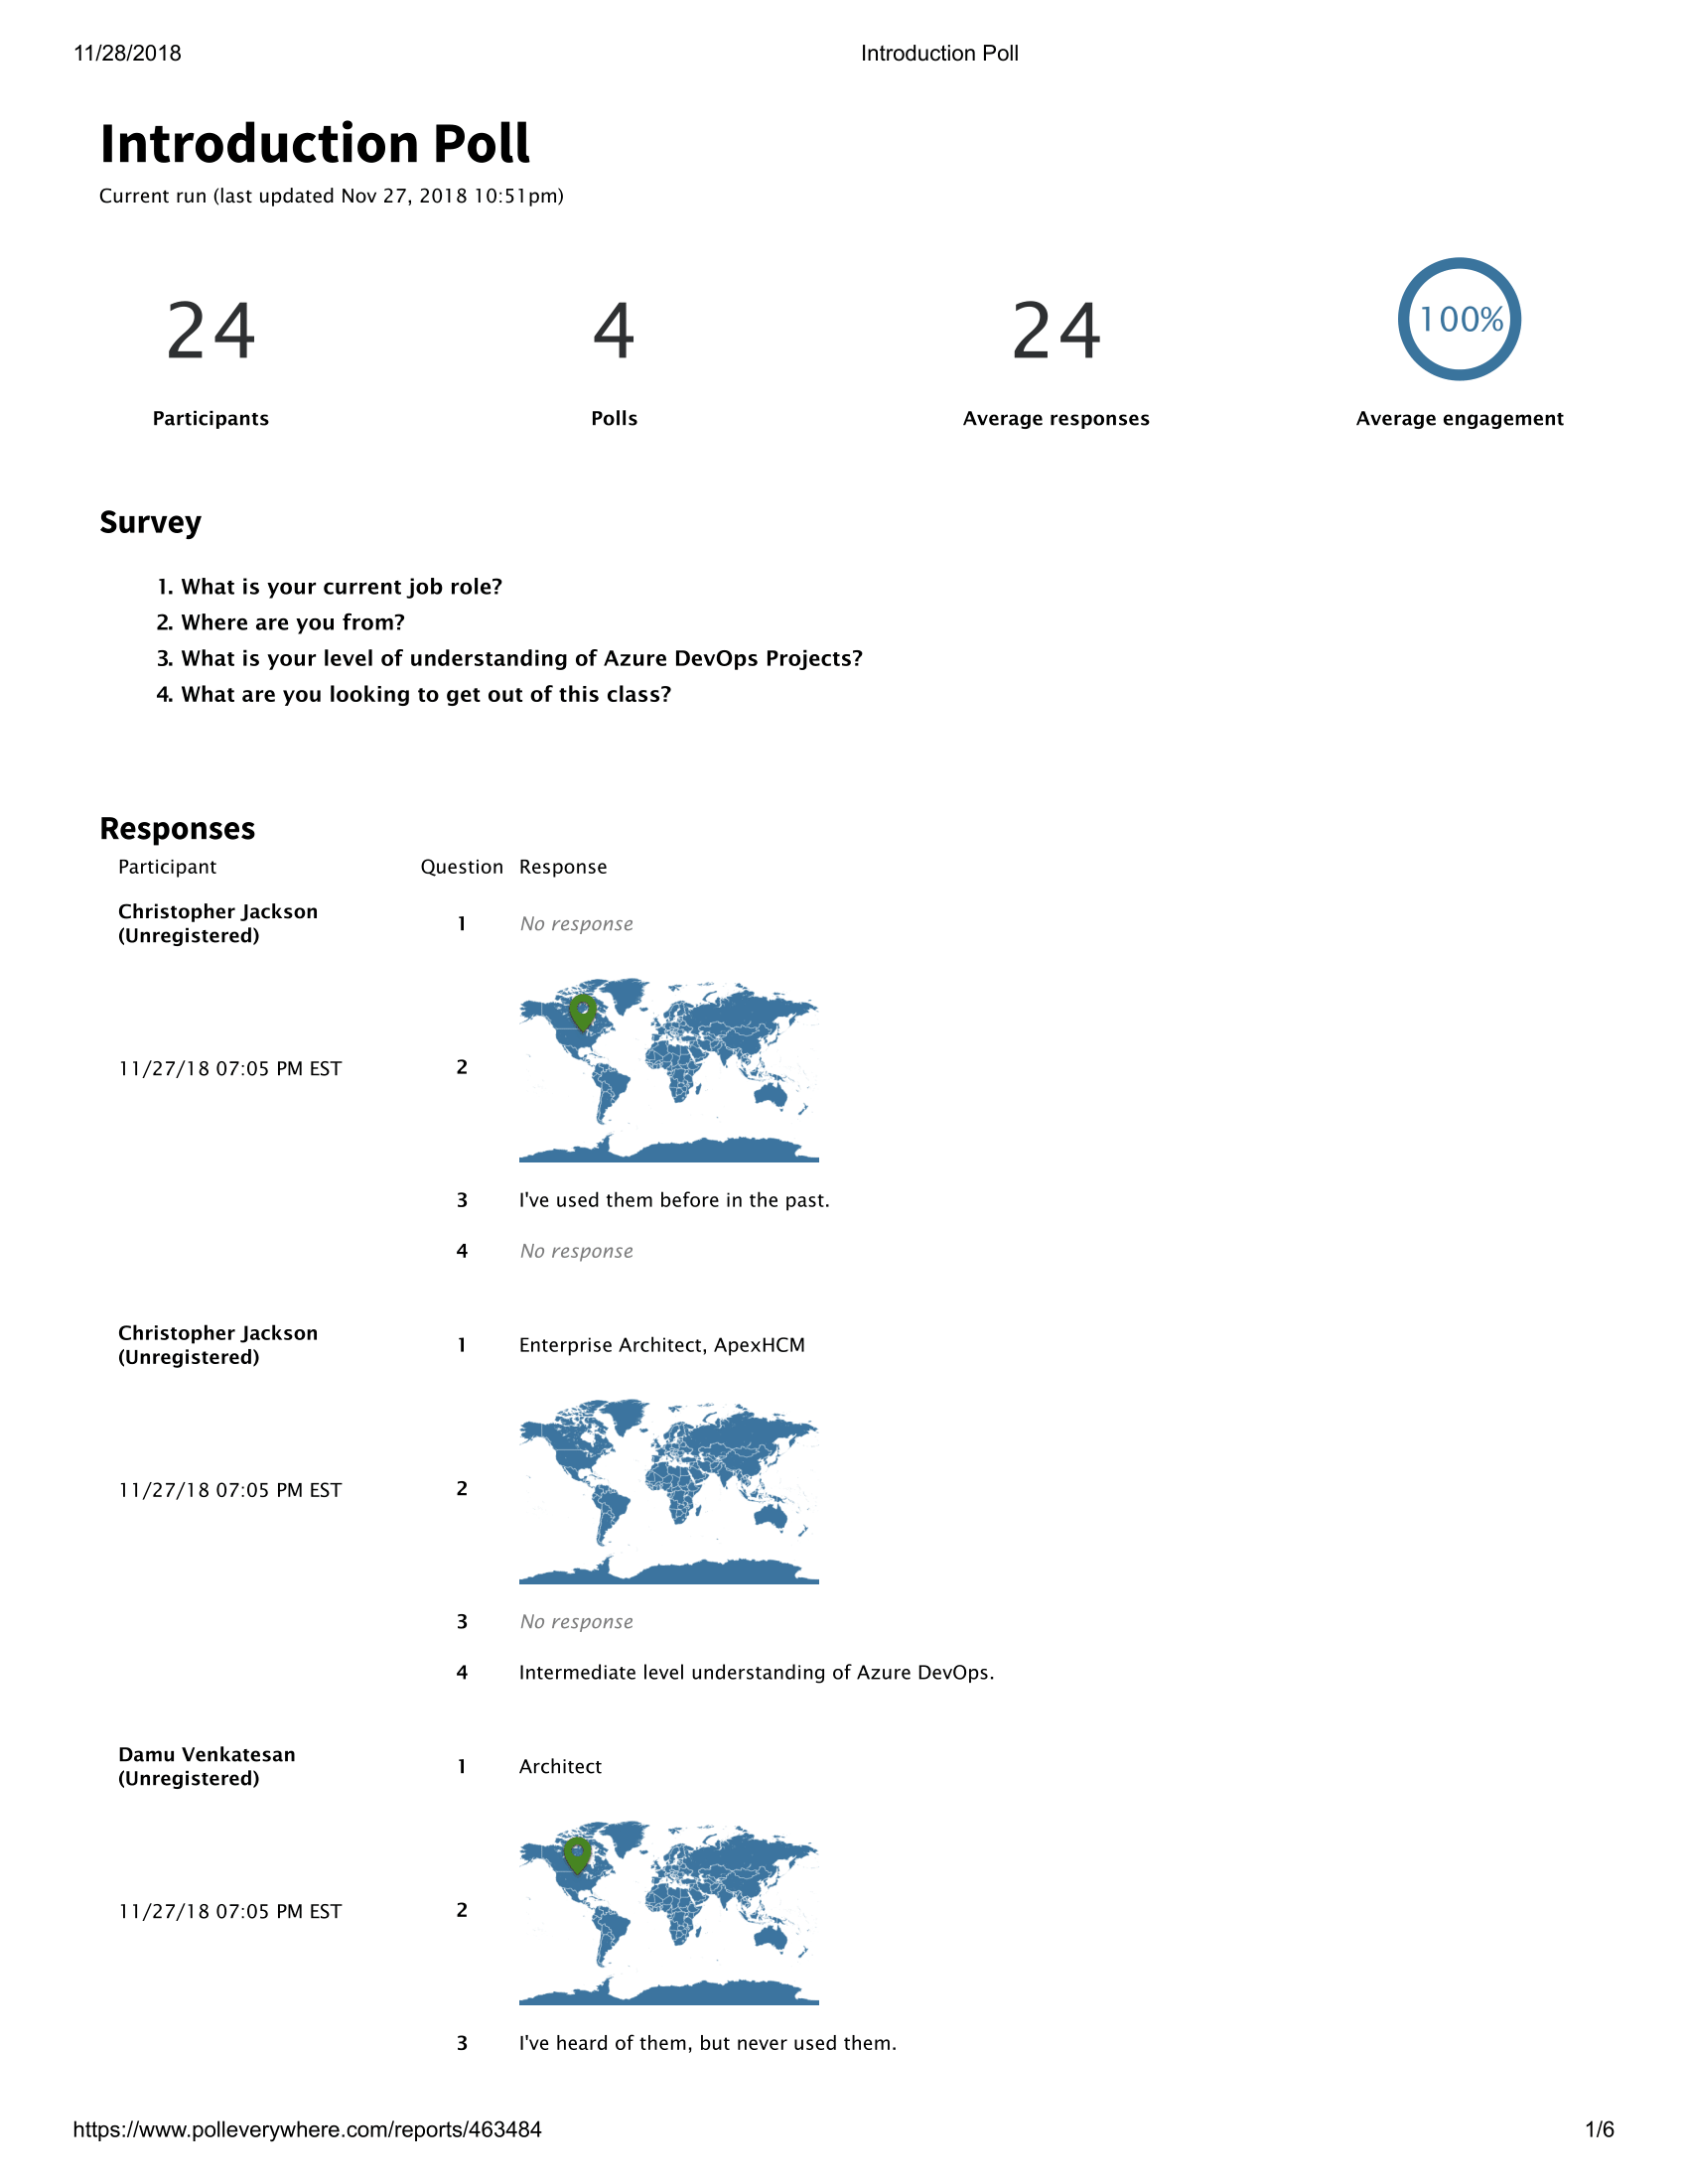 11/28/2018 Introduction Poll
Introduction Poll
Current run (last updated Nov 27, 2018 10:51pm)
24 4 24 100%
Participants Polls Average responses Average engagement
Survey
1. What is your current job role?
2. Where are you from?
3. What is your level of understanding of Azure DevOps Projects?
4. What are you looking to get out of this class?
Responses
Participant Question Response
Christopher Jackson
(Unregistered) 1 No response
11/27/18 07:05 PM EST 2
3 I've used them before in the past.
4 No response
Christopher Jackson
(Unregistered) 1 Enterprise Architect, ApexHCM
11/27/18 07:05 PM EST 2
3 No response
4 Intermediate level understanding of Azure DevOps.
Damu Venkatesan
(Unregistered) 1 Architect
11/27/18 07:05 PM EST 2
3 I've heard of them, but never used them.
https://www.polleverywhere.com/reports/463484 1/6